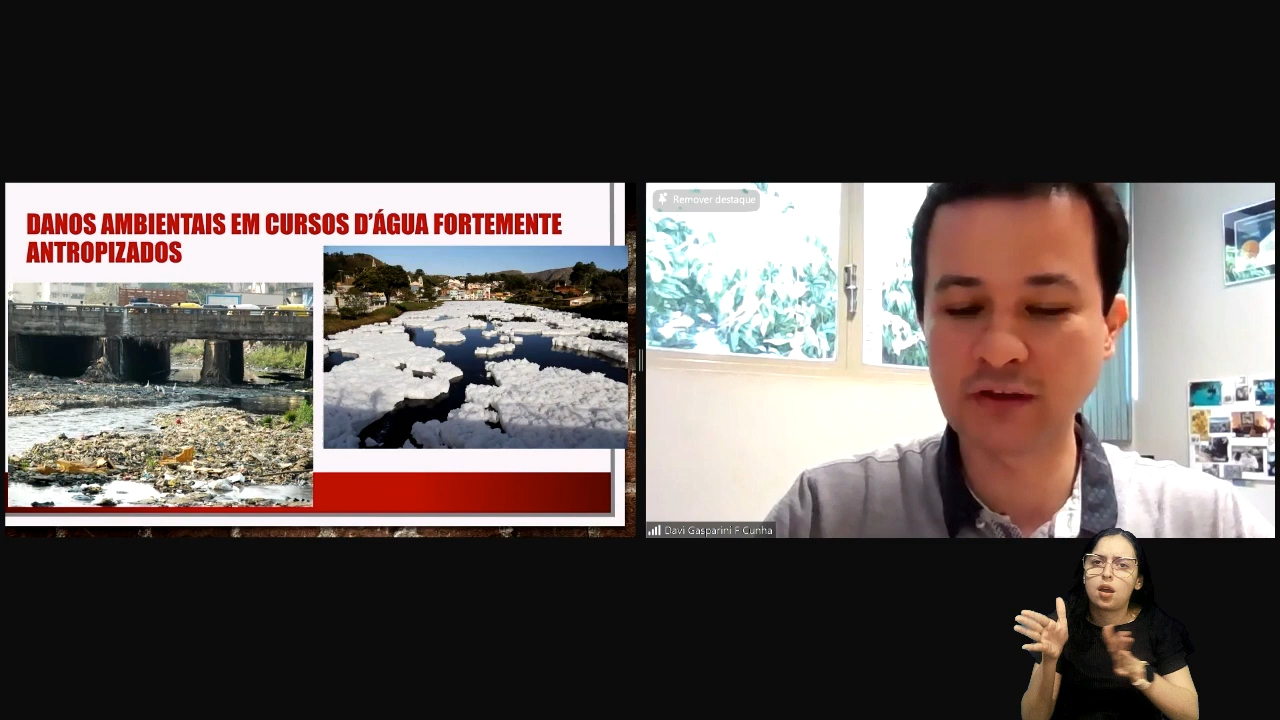 DANOS AMBIENTAIS EM CURSOS D’ÁGUA FORTEMENTE
ANTROPIZADOS
Remover destaque
Davi Gasparini F Cunha